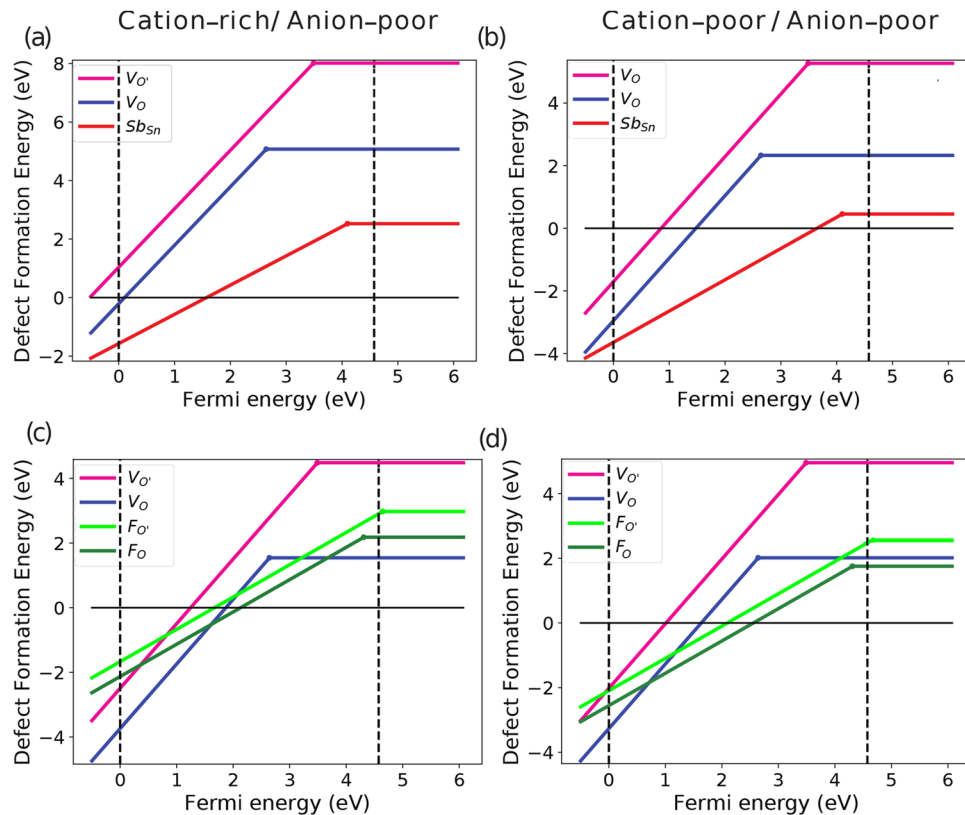 Cation–rich/ Anion–poor
Cation–poor / Anion–poor
(a)
Defect Formation Energy (eV)
8
6
4
2
0
−2
V_O'
V_O
Sb_Sn
0 1 2 3 4 5 6
Fermi energy (eV)
(b)
Defect Formation Energy (eV)
4
2
0
−2
−4
V_O
V_O
Sb_Sn
0 1 2 3 4 5 6
Fermi energy (eV)
(c)
Defect Formation Energy (eV)
4
2
0
−2
−4
V_O'
V_O
F_O'
F_O
0 1 2 3 4 5 6
Fermi energy (eV)
(d)
Defect Formation Energy (eV)
4
2
0
−2
−4
V_O'
V_O
F_O'
F_O
0 1 2 3 4 5 6
Fermi energy (eV)